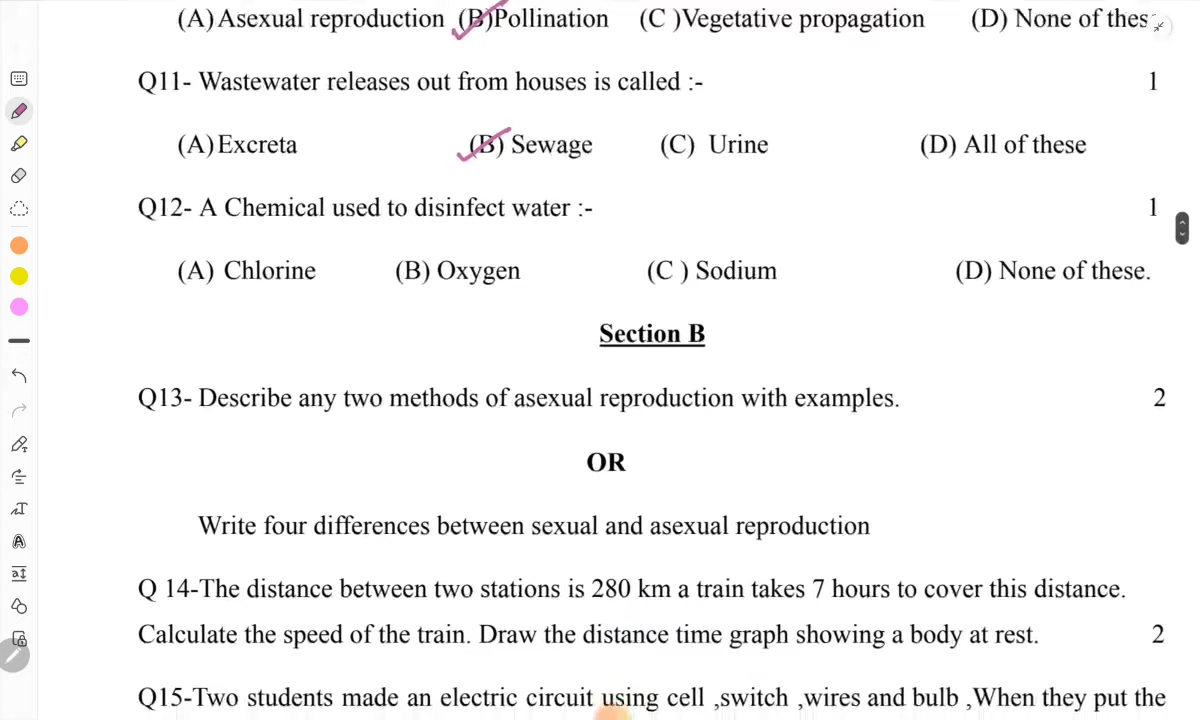 (A) Asexual reproduction (B)Pollination (C )Vegetative propagation (D) None of thes
Q11- Wastewater releases out from houses is called :- 1
(A) Excreta (B) Sewage (C) Urine (D) All of these
Q12- A Chemical used to disinfect water :- 1
(A) Chlorine (B) Oxygen (C ) Sodium (D) None of these.
Section B
Q13- Describe any two methods of asexual reproduction with examples. 2
OR
Write four differences between sexual and asexual reproduction
Q 14-The distance between two stations is 280 km a train takes 7 hours to cover this distance.
Calculate the speed of the train. Draw the distance time graph showing a body at rest. 2
Q15-Two students made an electric circuit using cell ,switch ,wires and bulb ,When they put the